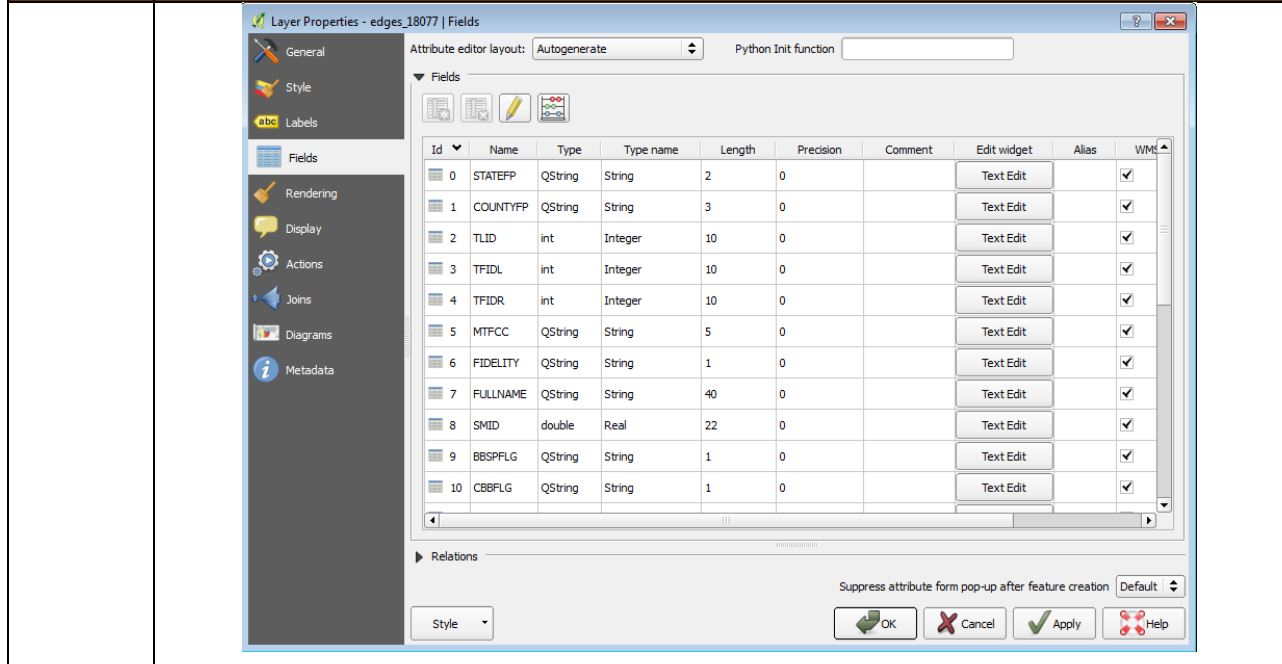 Layer Properties - edges_18077 | Fields
General
Style
Labels
Fields
Rendering
Display
Actions
Joins
Diagrams
Metadata
Attribute editor layout: Autogenerate Python Init function
Fields
Id Name Type Type name Length Precision Comment Edit widget Alias WMS
0 STATEFP QString String 2 0 Text Edit
1 COUNTYFP QString String 3 0 Text Edit
2 TLID int Integer 10 0 Text Edit
3 TFIDL int Integer 10 0 Text Edit
4 TFIDR int Integer 10 0 Text Edit
5 MTFCC QString String 5 0 Text Edit
6 FIDELITY QString String 1 0 Text Edit
7 FULLNAME QString String 40 0 Text Edit
8 SMID double Real 22 0 Text Edit
9 BBSPFLG QString String 1 0 Text Edit
10 CBBFLG QString String 1 0 Text Edit
Relations
Suppress attribute form pop-up after feature creation Default
Style OK Cancel Apply Help